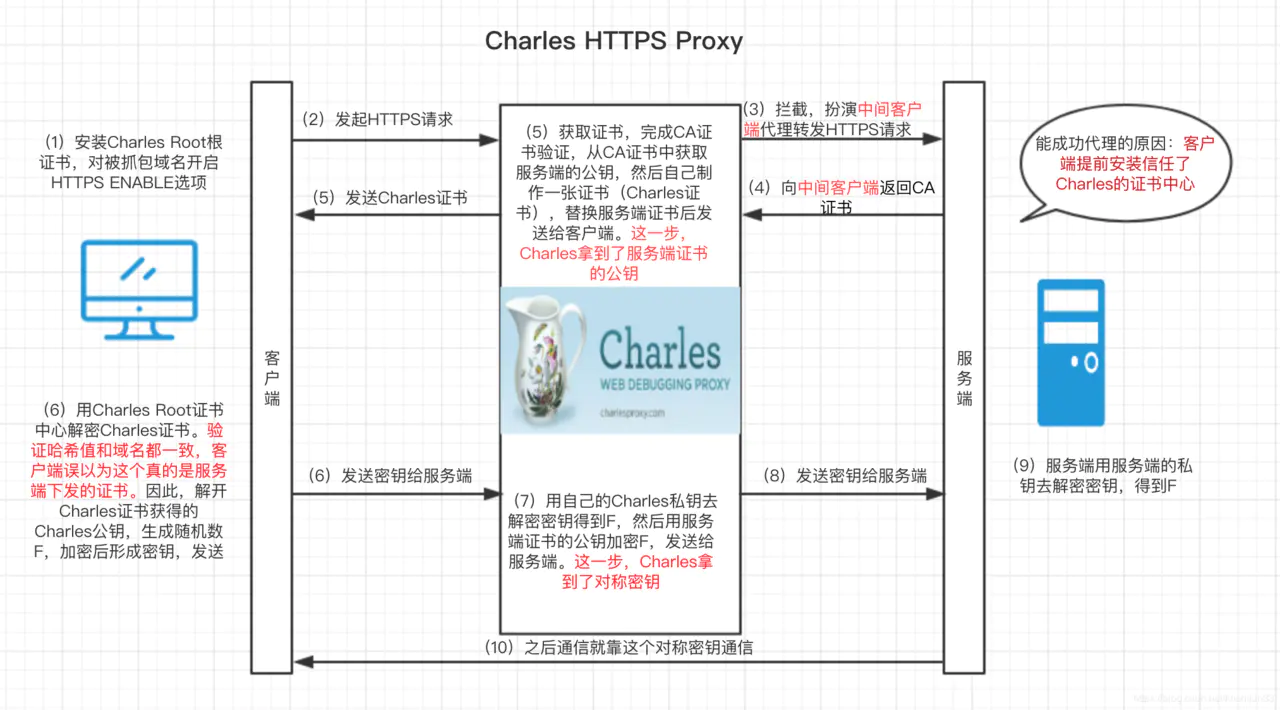 Charles HTTPS Proxy
(1)安装Charles Root根
证书，对被抓包域名开启
HTTPS ENABLE选项
(2)发起HTTPS请求
(3)拦截，扮演中间客户
端代理转发HTTPS请求
(4)向中间客户端返回CA
证书
(5)获取证书，完成CA证
书验证，从CA证书中获取
服务端的公钥，然后自己制
作一张证书（Charles证
书），替换服务端证书后发
送给客户端。这一步，
Charles拿到了服务端证书
的公钥
(5)发送Charles证书
能成功代理的原因：客户
端提前安装信任了
Charles的证书中心
Charles
WEB DEBUGGING PROXY
charlesproxy.com
客
户
端
服
务
端
(6)用Charles Root证书
中心解密Charles证书。验
证哈希值和域名都一致，客
户端误以为这个真的是服务
端下发的证书。因此，解开
Charles证书获得的
Charles公钥，生成随机数
F，加密后形成密钥，发送
(6)发送密钥给服务端
(7)用自己的Charles私钥去
解密密钥得到F，然后用服务
端证书的公钥加密F，发送给
服务端。这一步，Charles拿
到了对称密钥
(8)发送密钥给服务端
(9)服务端用服务端的私
钥去解密密钥，得到F
(10)之后通信就靠这个对称密钥通信